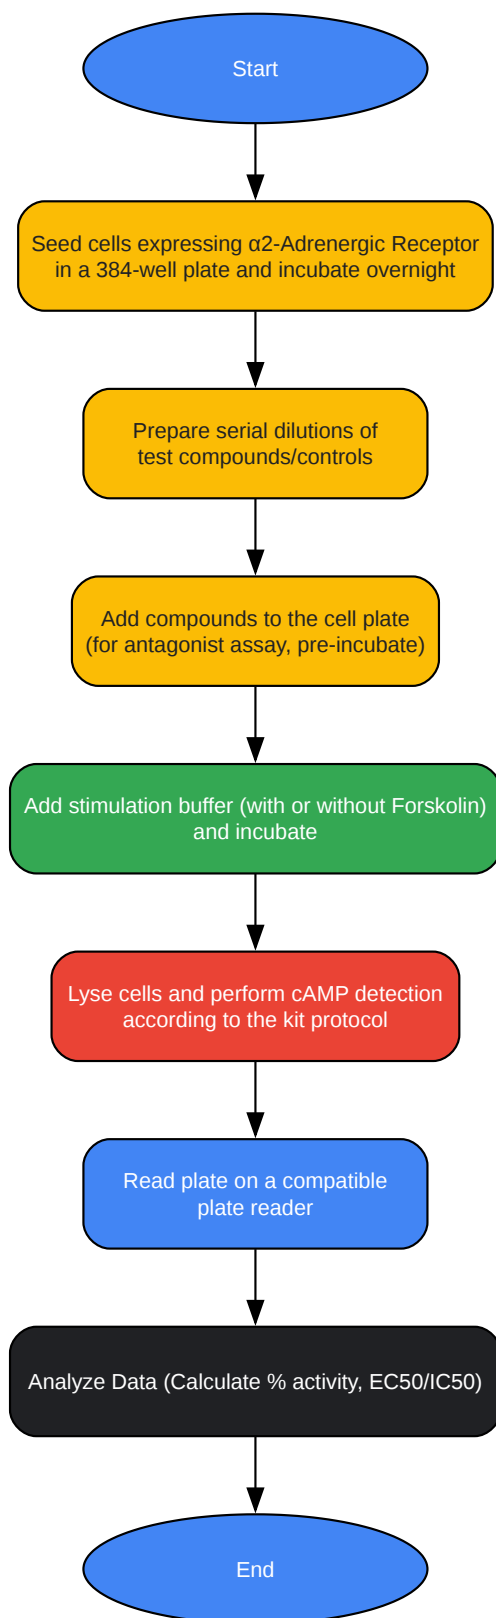 Start
Seed cells expressing α2-Adrenergic Receptor
in a 384-well plate and incubate overnight
Prepare serial dilutions of
test compounds/controls
Add compounds to the cell plate
(for antagonist assay, pre-incubate)
Add stimulation buffer (with or without Forskolin)
and incubate
Lyse cells and perform cAMP detection
according to the kit protocol
Read plate on a compatible
plate reader
Analyze Data (Calculate % activity, EC50/IC50)
End